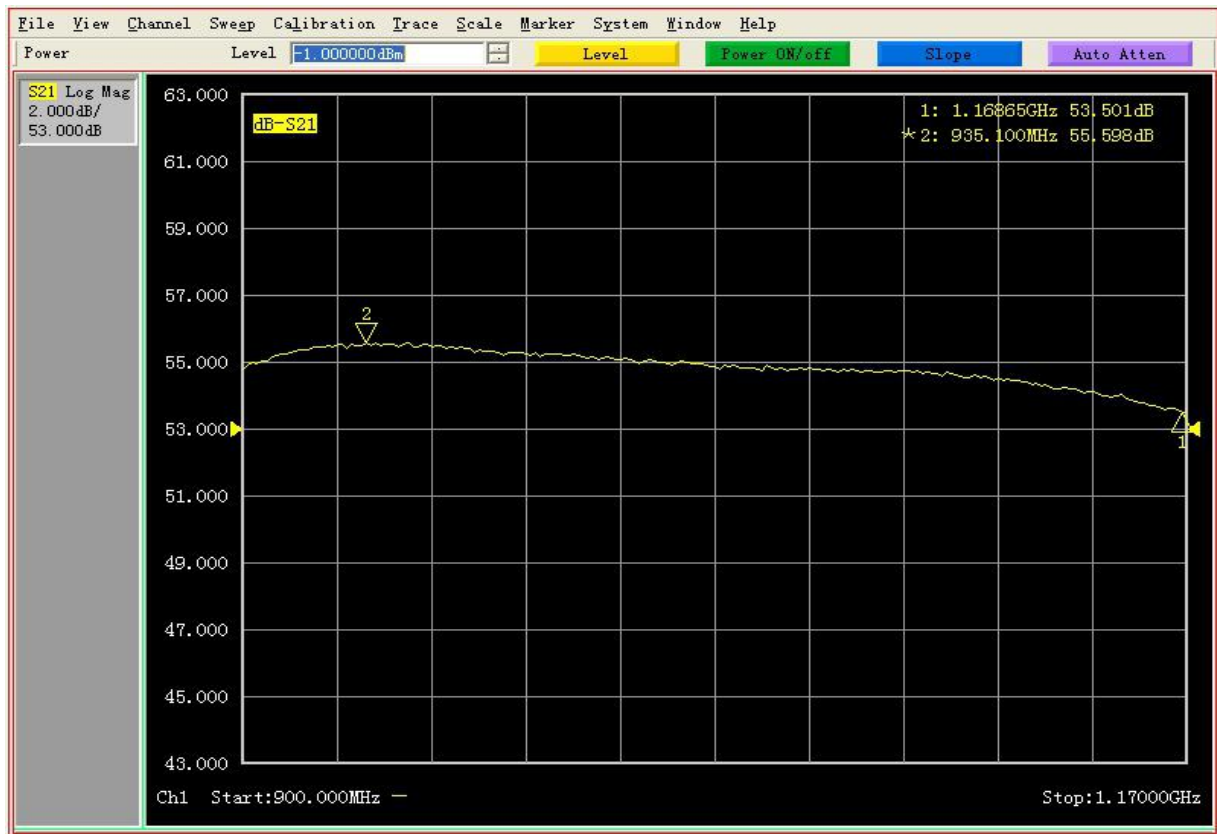 File View Channel Sweep Calibration Trace Scale Marker System Window Help
Power Level -1.000000dBm Level Power ON/off Slope Auto Atten
S21 Log Mag
2.000dB/
53.000dB
dB-S21
1: 1.16865GHz 53.501dB
*2: 935.100MHz 55.598dB
63.000
61.000
59.000
57.000
55.000
53.000
51.000
49.000
47.000
45.000
43.000
2
1
Ch1 Start:900.000MHz — Stop:1.17000GHz